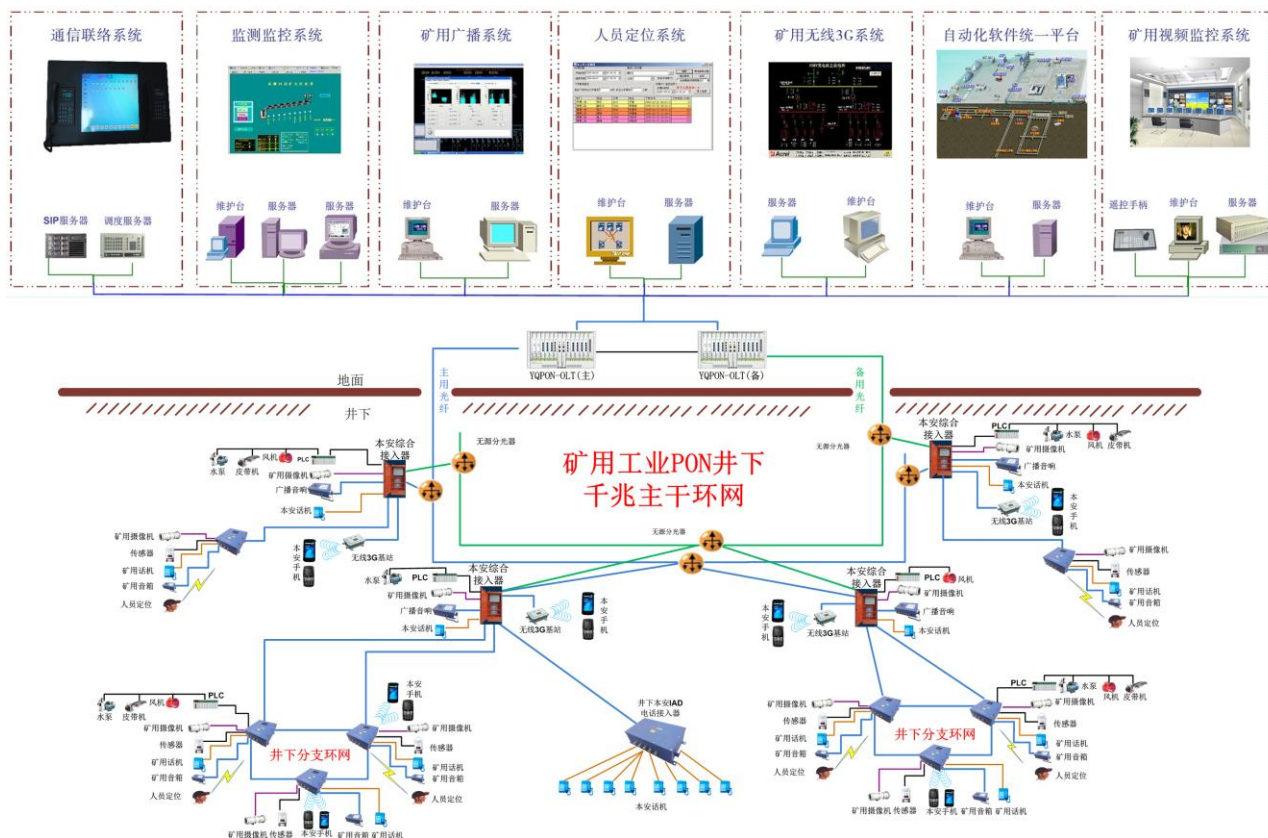 通信联络系统
监测监控系统
矿用广播系统
人员定位系统
矿用无线3G系统
自动化软件统一平台
矿用视频监控系统
Acrel
SIP服务器
调度服务器
维护台
服务器
维护台
服务器
维护台
服务器
服务器
维护台
维护台
服务器
遥控手柄
维护台
服务器
YQPON-OLT(主)
YQPON-OLT(备)
主用光纤
备用光纤
地面
井下
矿用工业PON井下
千兆主干环网
无源分光器
无源分光器
无源分光器
本安综合
接入器
水泵
皮带机
风机
PLC
矿用摄像机
广播音响
本安话机
无线3G基站
本安手机
矿用摄像机
传感器
矿用话机
矿用音箱
人员定位
本安综合
接入器
PLC
水泵
风机
皮带机
矿用摄像机
广播音响
本安话机
无线3G基站
本安手机
矿用摄像机
传感器
矿用话机
矿用音箱
人员定位
本安综合
接入器
水泵
PLC
矿用摄像机
广播音响
本安话机
无线3G基站
本安手机
本安综合
接入器
PLC
风机
矿用摄像机
广播音响
本安话机
无线3G基站
本安手机
水泵
皮带机
风机
PLC
矿用摄像机
传感器
矿用话机
矿用音箱
人员定位
井下分支环网
本安手机
矿用摄像机
传感器
矿用话机
矿用音箱
人员定位
矿用摄像机
传感器
本安手机
矿用音箱
矿用话机
井下本安IAD
电话接入器
本安话机
PLC
水泵
风机
皮带机
矿用摄像机
传感器
矿用话机
矿用音箱
人员定位
井下分支环网
矿用摄像机
传感器
矿用话机
矿用音箱
人员定位
矿用摄像机
传感器
本安手机
矿用音箱
矿用话机